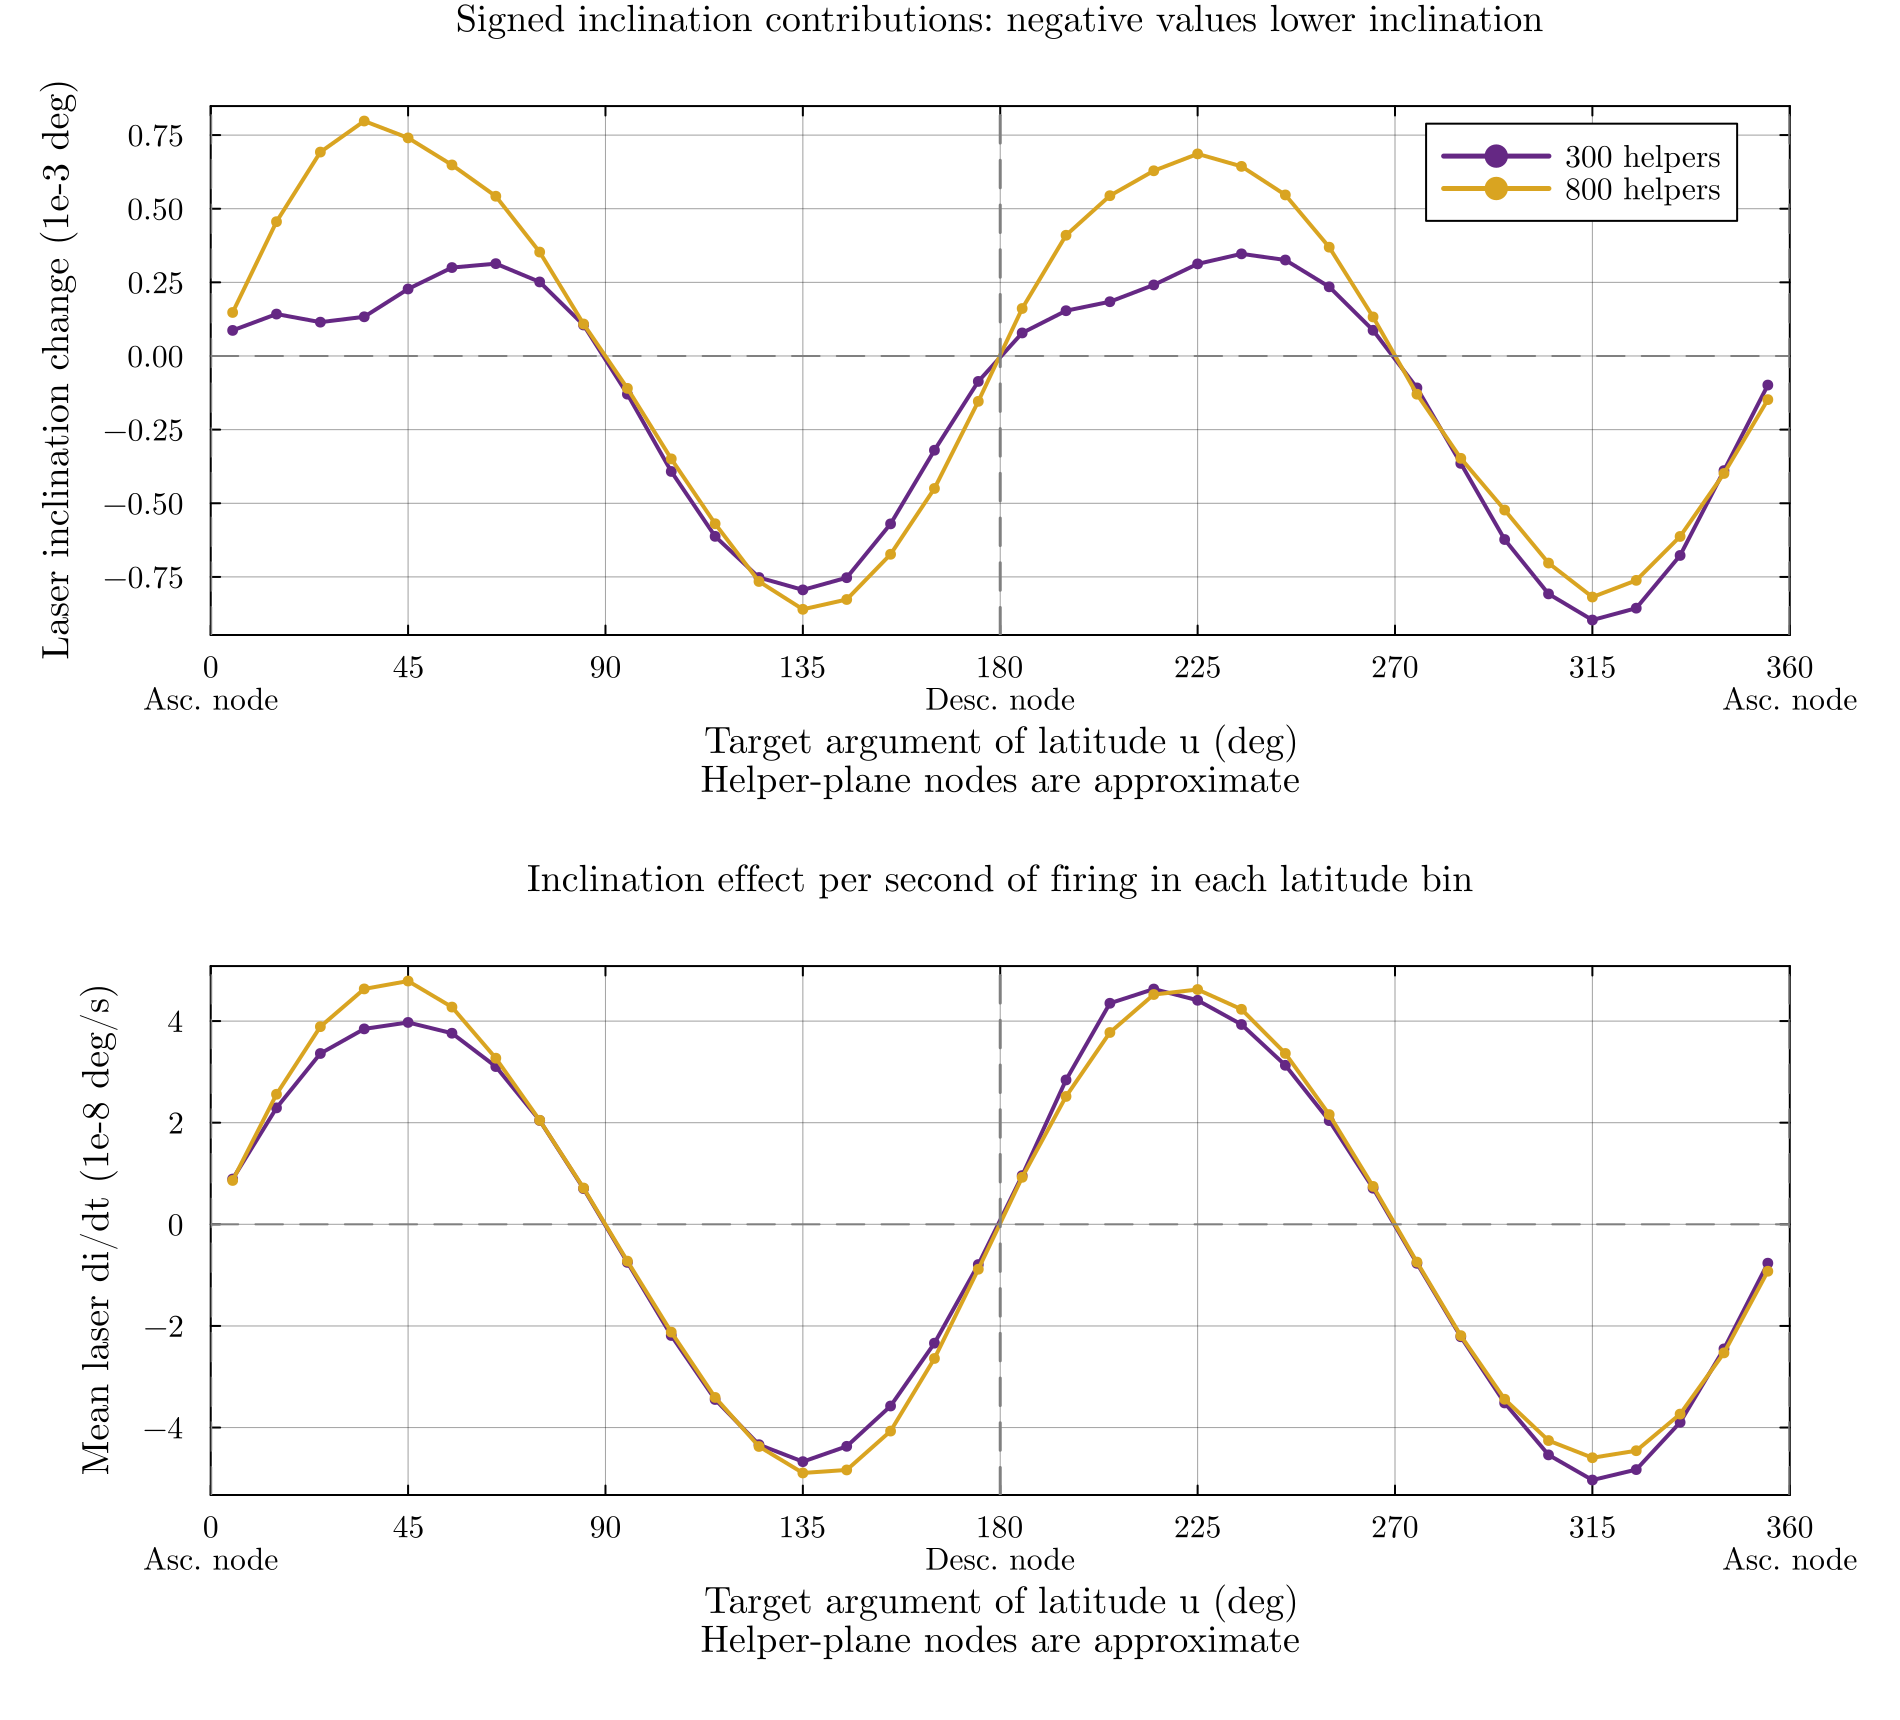 Signed inclination contributions: negative values lower inclination
Laser inclination change (1e-3 deg)
0.75
0.50
0.25
0.00
−0.25
−0.50
−0.75
300 helpers
800 helpers
0 45 90 135 180 225 270 315 360
Asc. node Desc. node Asc. node
Target argument of latitude u (deg)
Helper-plane nodes are approximate
Inclination effect per second of firing in each latitude bin
Mean laser di/dt (1e-8 deg/s)
4
2
0
−2
−4
0 45 90 135 180 225 270 315 360
Asc. node Desc. node Asc. node
Target argument of latitude u (deg)
Helper-plane nodes are approximate